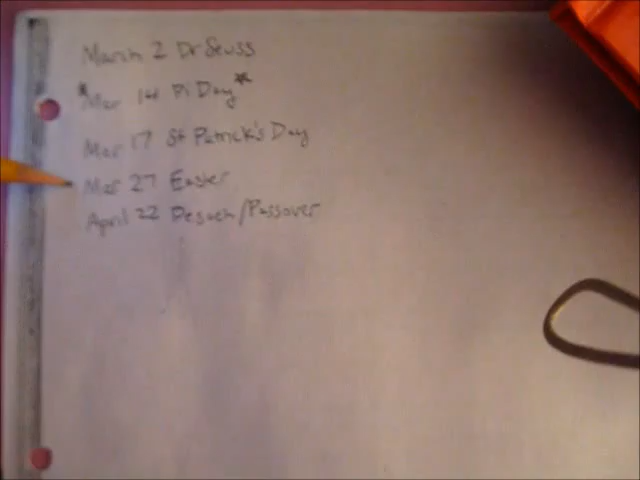 March 2 Dr Seuss
*Mar 14 Pi Day*
Mar 17 St Patrick's Day
Mar 27 Easter
April 22 Pesach/Passover